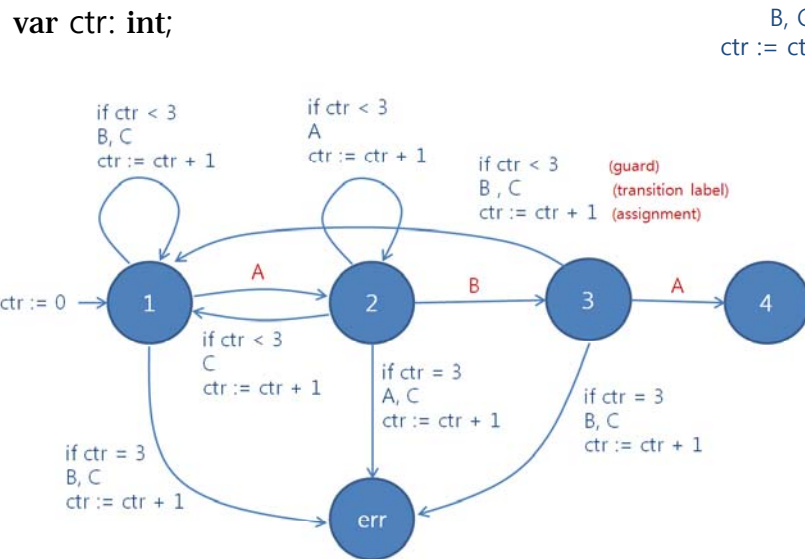 var ctr: int;
B, C
ctr := ct
if ctr < 3
B, C
ctr := ctr + 1
if ctr < 3
A
ctr := ctr + 1
if ctr < 3 (guard)
B , C (transition label)
ctr := ctr + 1 (assignment)
ctr := 0
1
A
2
B
3
A
4
if ctr < 3
C
ctr := ctr + 1
if ctr = 3
A, C
ctr := ctr + 1
if ctr = 3
B, C
ctr := ctr + 1
if ctr = 3
B, C
ctr := ctr + 1
err